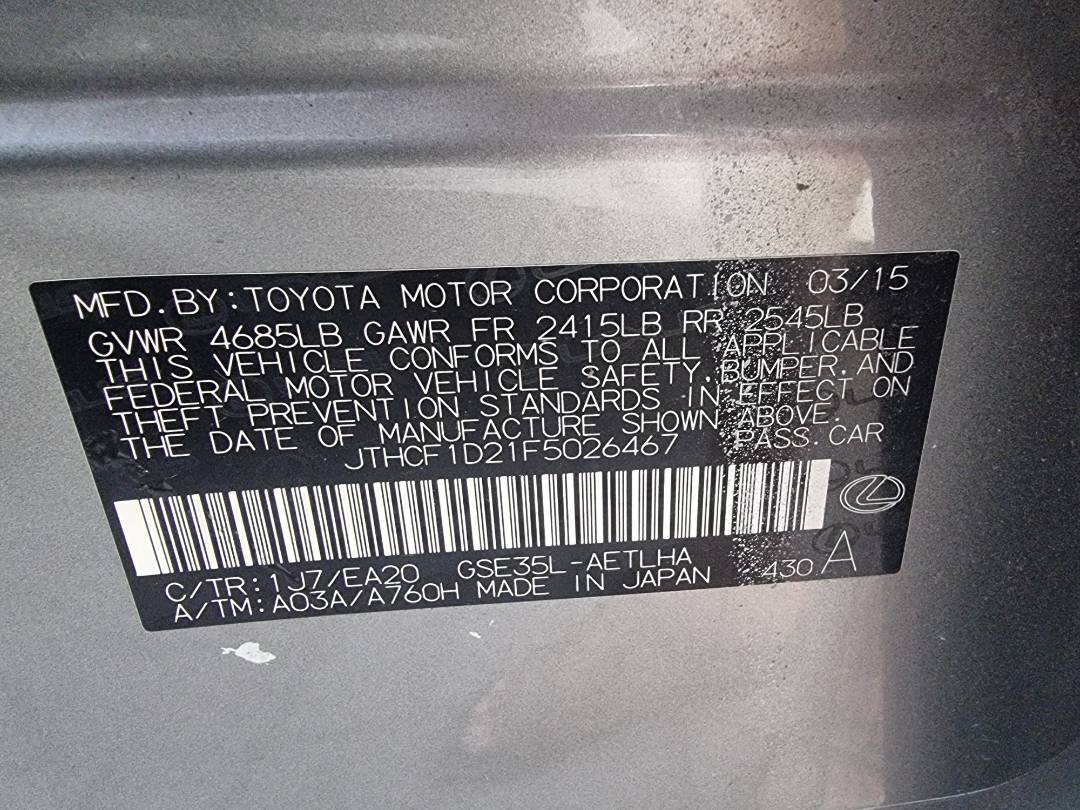 MFD. BY: TOYOTA MOTOR CORPORATION 03/15
GVWR 4685LB GAWR FR 2415LB RR 2545LB
THIS VEHICLE CONFORMS TO ALL APPLICABLE
FEDERAL MOTOR VEHICLE SAFETY, BUMPER, AND
THEFT PREVENTION STANDARDS IN EFFECT ON
THE DATE OF MANUFACTURE SHOWN ABOVE.
JTHCF1D21F5026467 PASS. CAR
C/TR: 1J7/EA20 GSE35L-AETLHA
A/TM: A03A/A760H MADE IN JAPAN 430 A